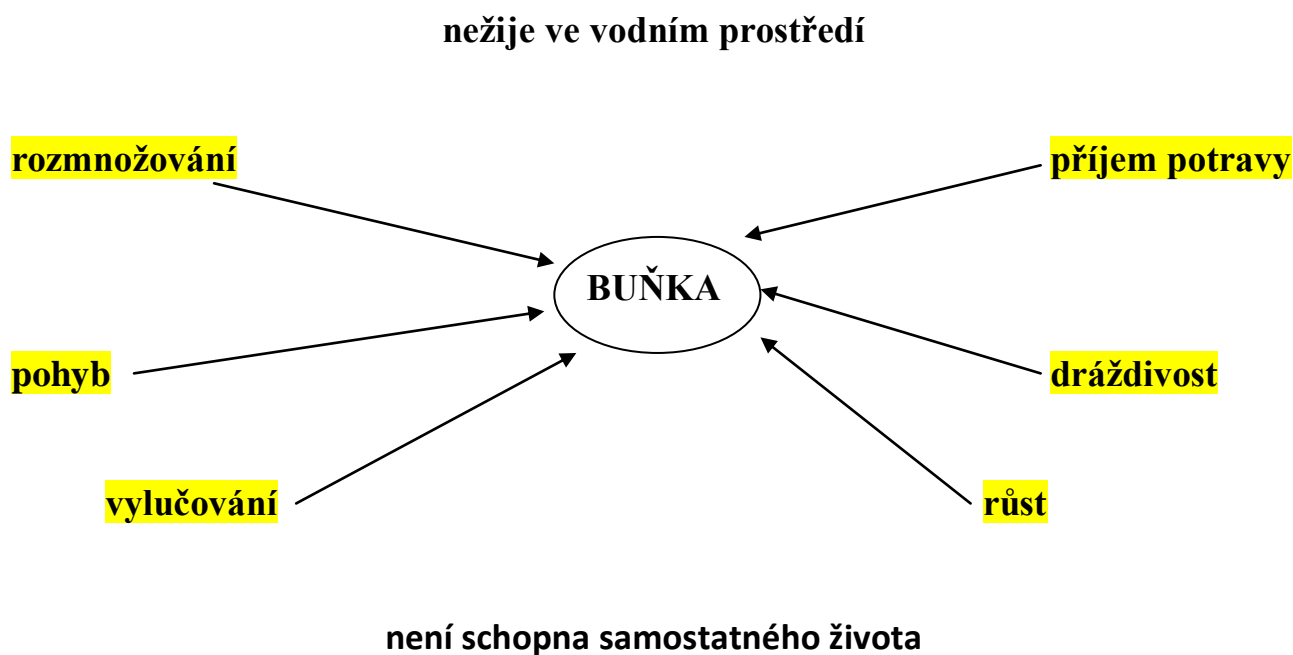 nežije ve vodním prostředí
rozmnožování
příjem potravy
BUŇKA
pohyb
dráždivost
vylučování
růst
není schopna samostatného života